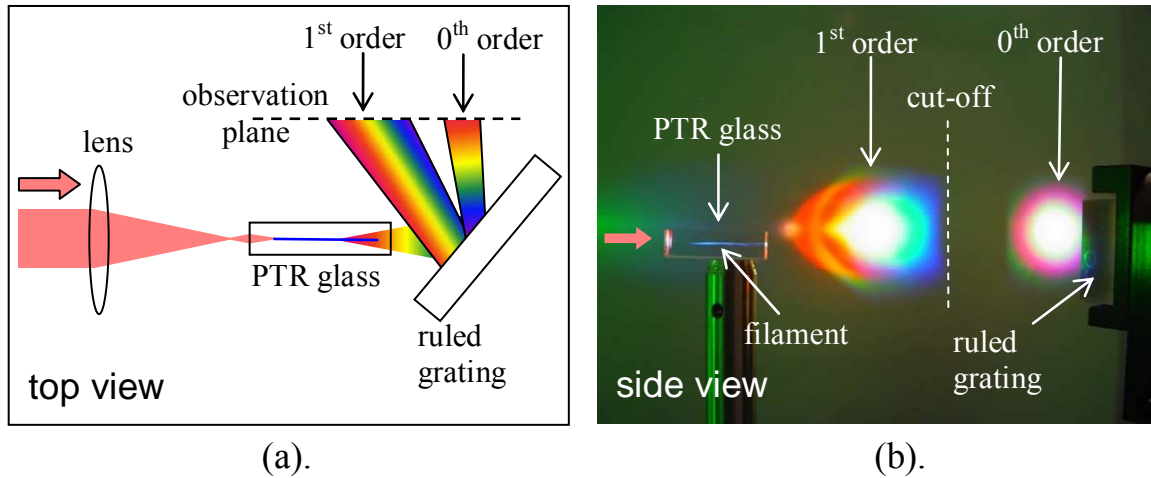 1st order
0th order
observation
plane
lens
PTR glass
ruled
grating
top view
(a).
1st order
0th order
cut-off
PTR glass
filament
ruled
grating
side view
(b).